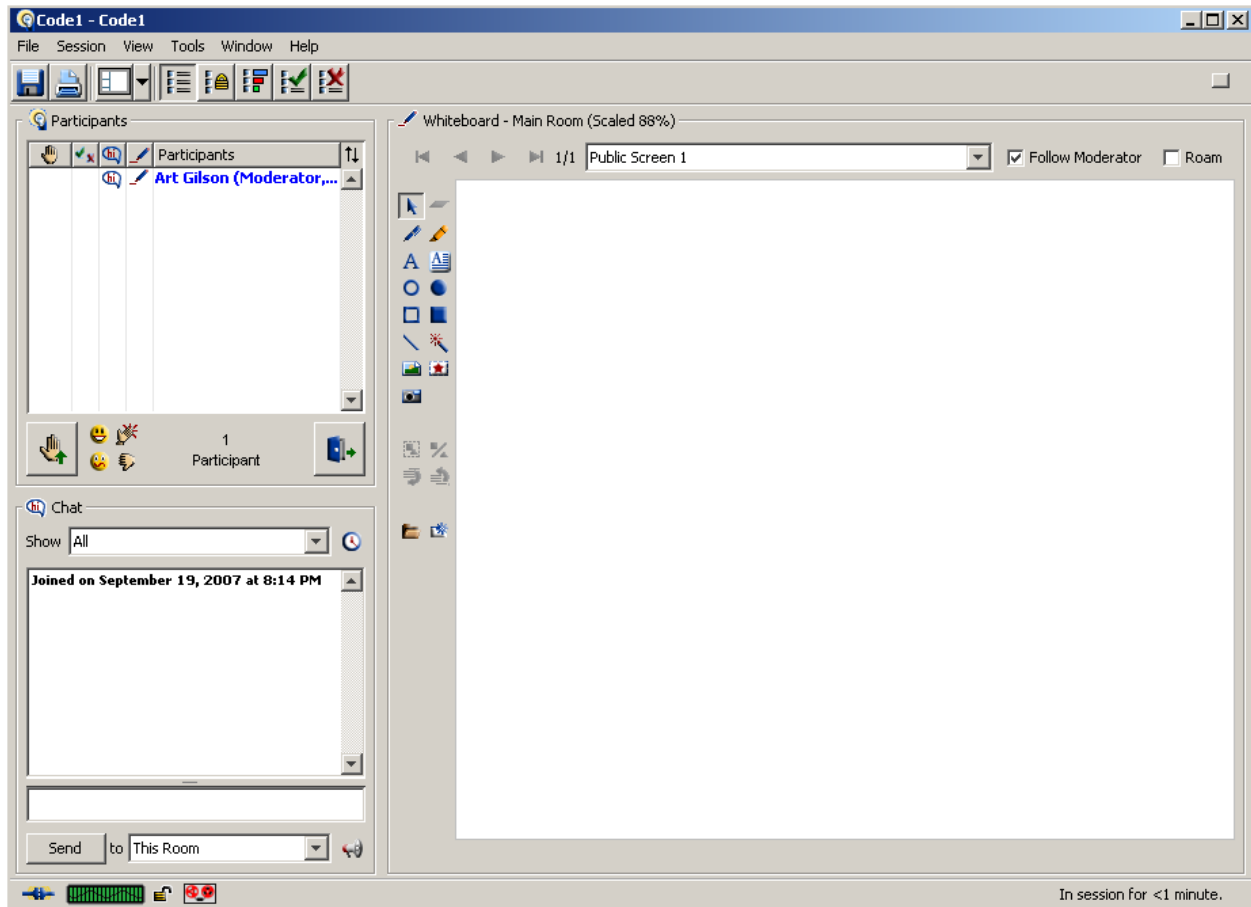 Code1 - Code1
File Session View Tools Window Help
Participants
Participants
Art Gilson (Moderator,...
1
Participant
Chat
Show All
Joined on September 19, 2007 at 8:14 PM
Send to This Room
Whiteboard - Main Room (Scaled 88%)
1/1 Public Screen 1 Follow Moderator Roam
In session for <1 minute.